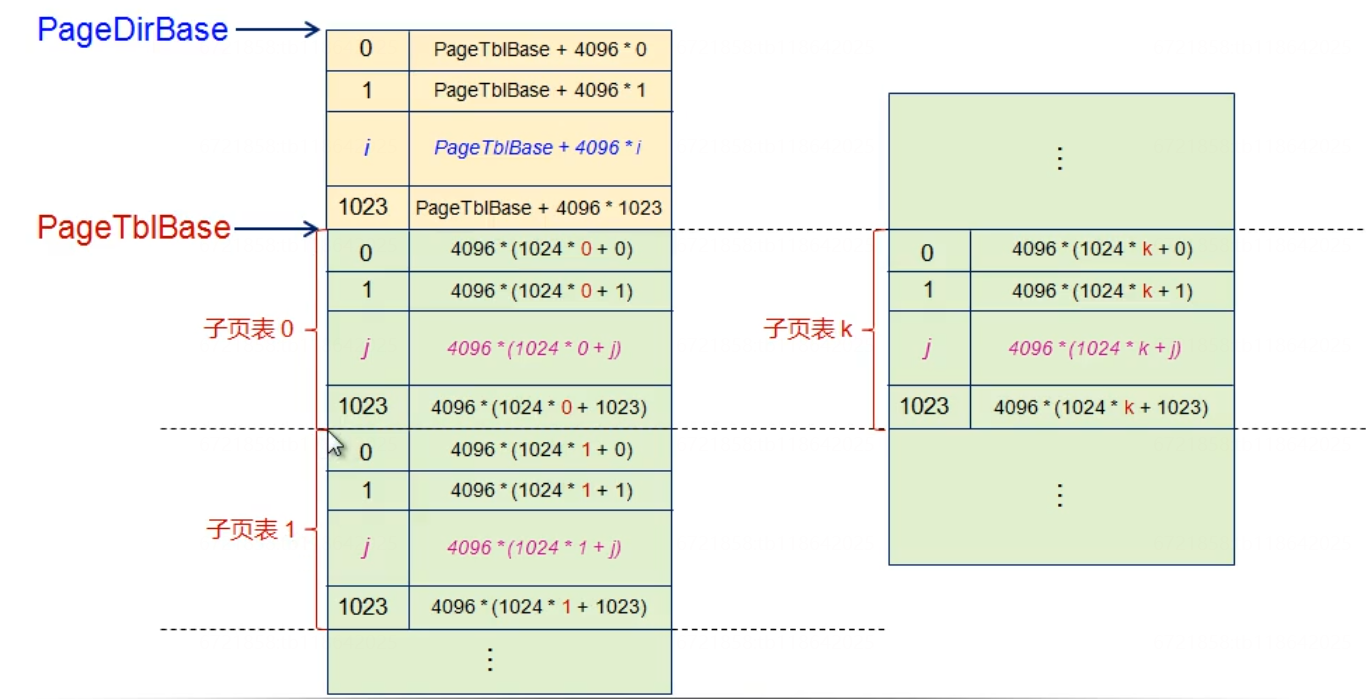 PageDirBase
0 PageTblBase + 4096 * 0
1 PageTblBase + 4096 * 1
i PageTblBase + 4096 * i
1023 PageTblBase + 4096 * 1023
PageTblBase
子页表 0
0 4096 * (1024 * 0 + 0)
1 4096 * (1024 * 0 + 1)
j 4096 * (1024 * 0 + j)
1023 4096 * (1024 * 0 + 1023)
子页表 1
0 4096 * (1024 * 1 + 0)
1 4096 * (1024 * 1 + 1)
j 4096 * (1024 * 1 + j)
1023 4096 * (1024 * 1 + 1023)
⋮
⋮
子页表 k
0 4096 * (1024 * k + 0)
1 4096 * (1024 * k + 1)
j 4096 * (1024 * k + j)
1023 4096 * (1024 * k + 1023)
⋮